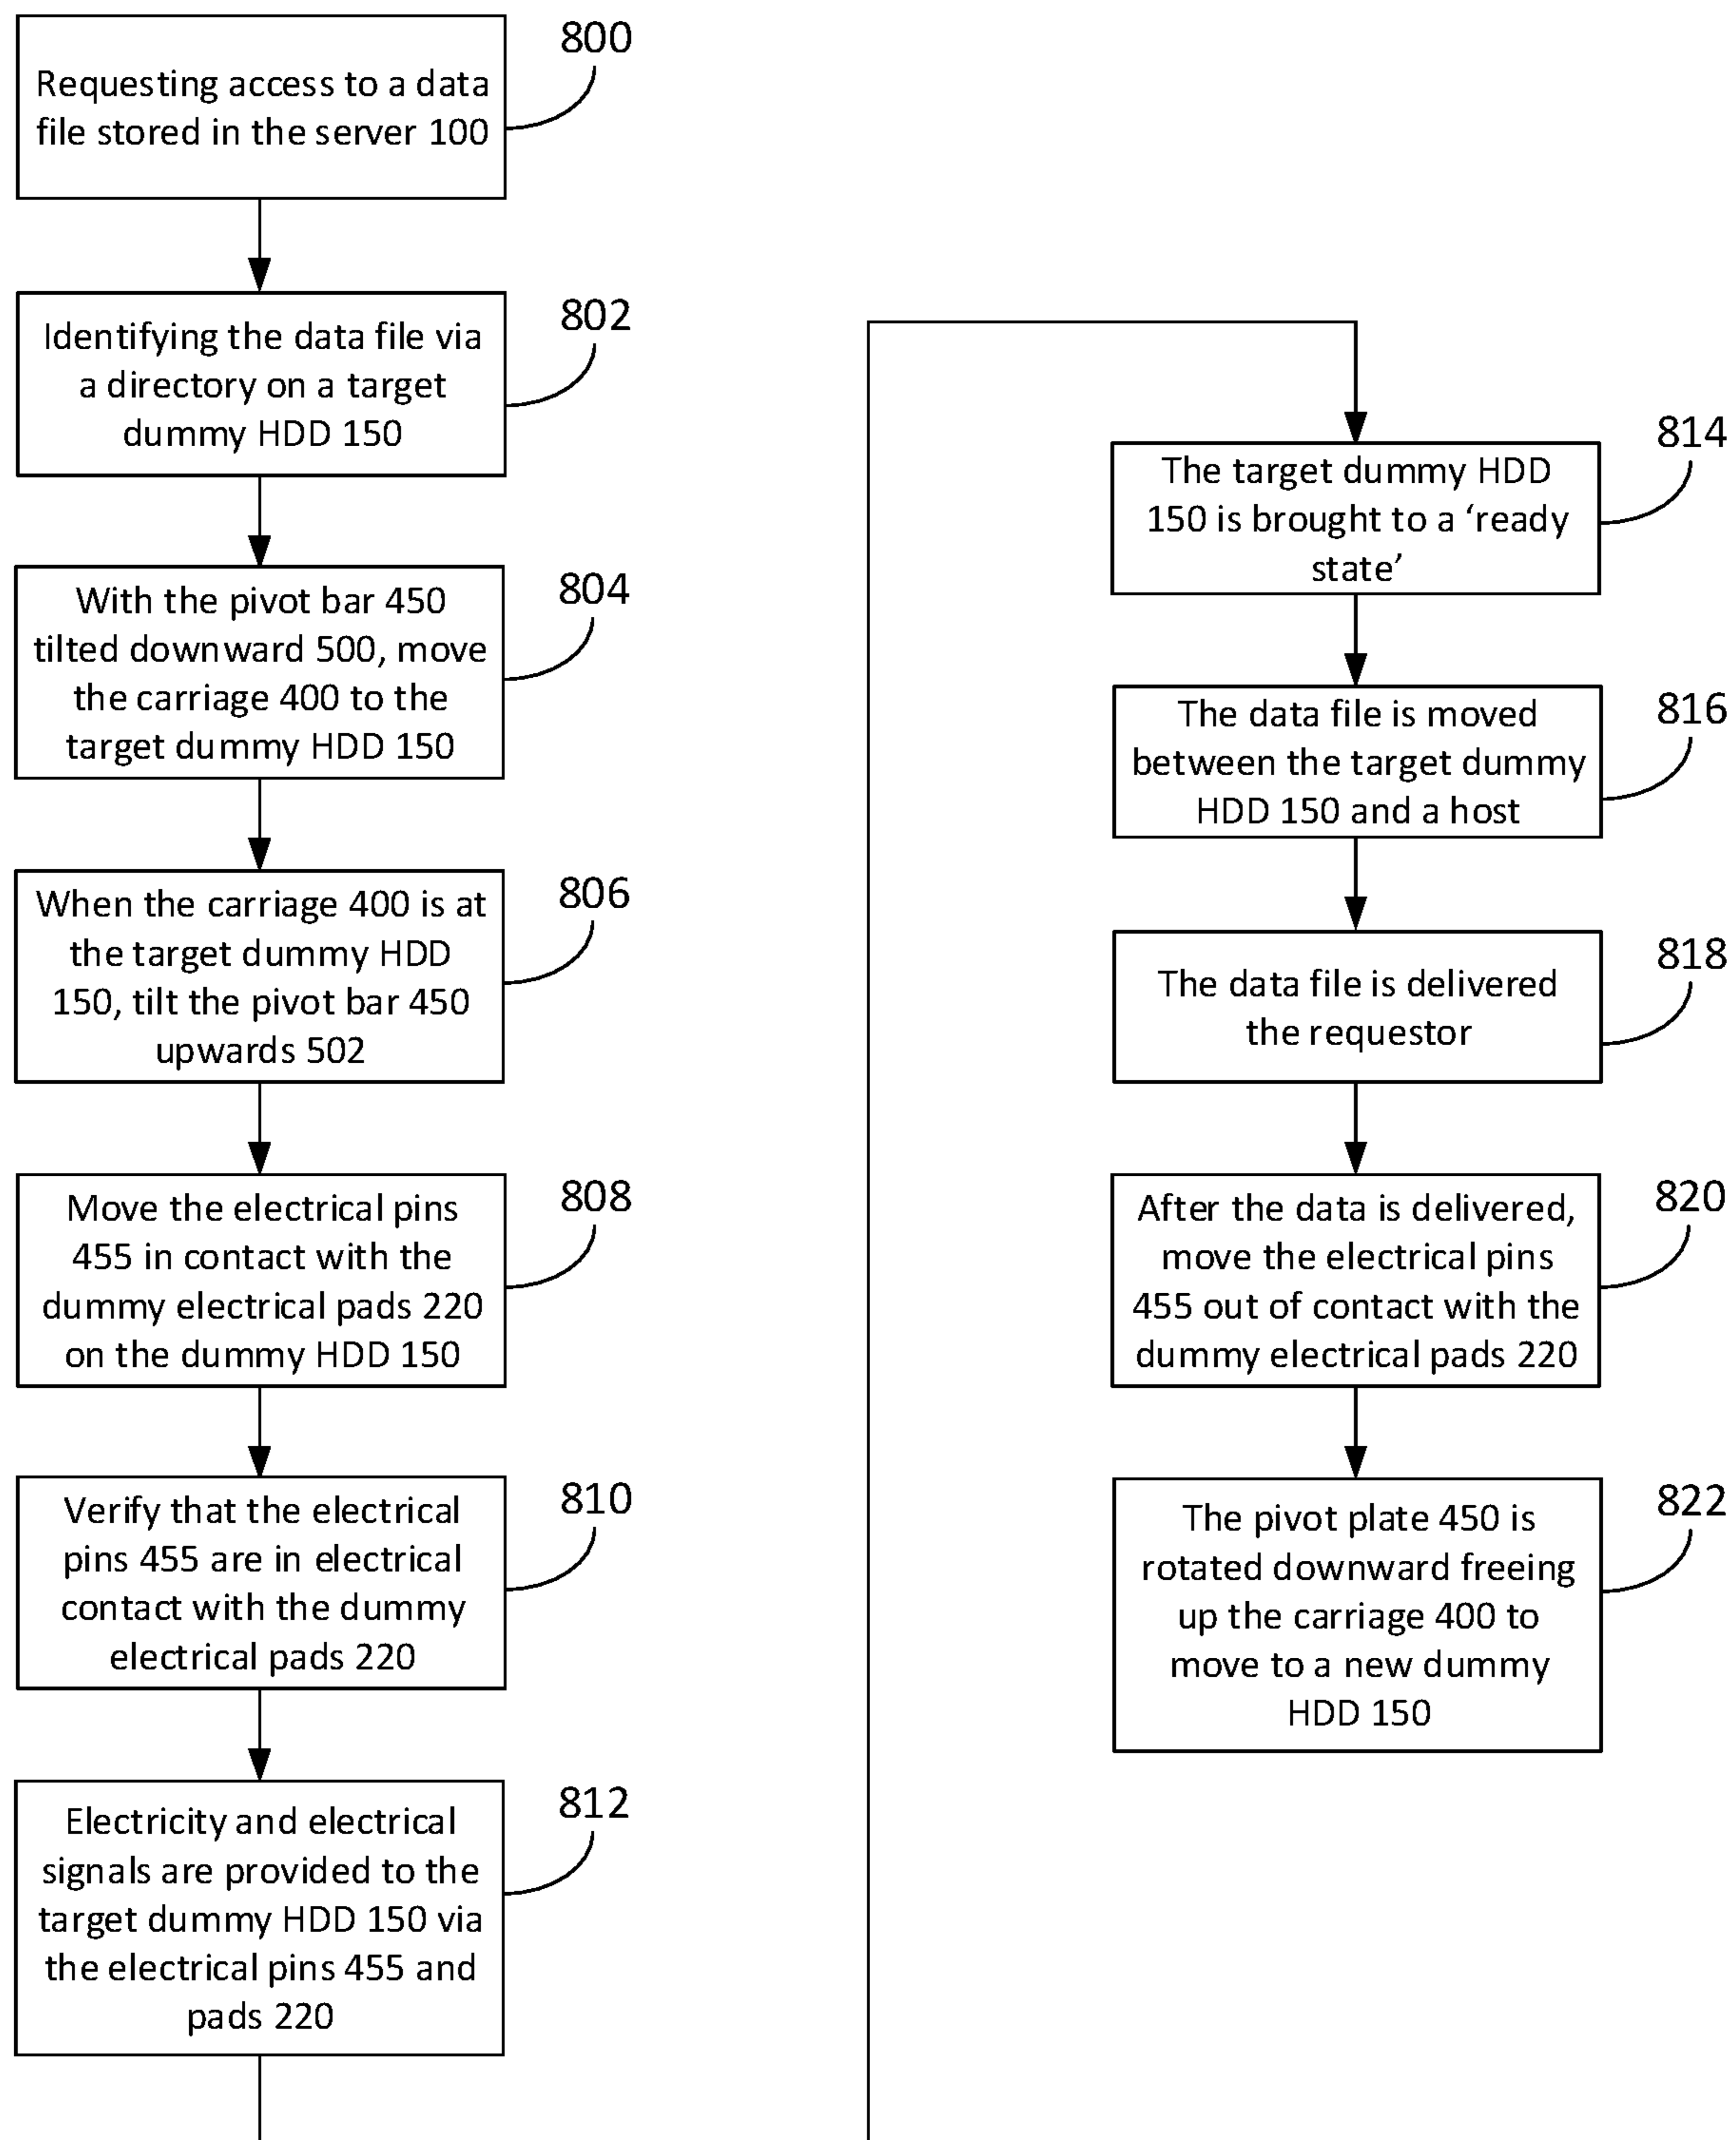 800
Requesting access to a data
file stored in the server 100
802
Identifying the data file via
a directory on a target
dummy HDD 150
804
With the pivot bar 450
tilted downward 500, move
the carriage 400 to the
target dummy HDD 150
806
When the carriage 400 is at
the target dummy HDD
150, tilt the pivot bar 450
upwards 502
808
Move the electrical pins
455 in contact with the
dummy electrical pads 220
on the dummy HDD 150
810
Verify that the electrical
pins 455 are in electrical
contact with the dummy
electrical pads 220
812
Electricity and electrical
signals are provided to the
target dummy HDD 150 via
the electrical pins 455 and
pads 220
814
The target dummy HDD
150 is brought to a ‘ready
state’
816
The data file is moved
between the target dummy
HDD 150 and a host
818
The data file is delivered
the requestor
820
After the data is delivered,
move the electrical pins
455 out of contact with the
dummy electrical pads 220
822
The pivot plate 450 is
rotated downward freeing
up the carriage 400 to
move to a new dummy
HDD 150